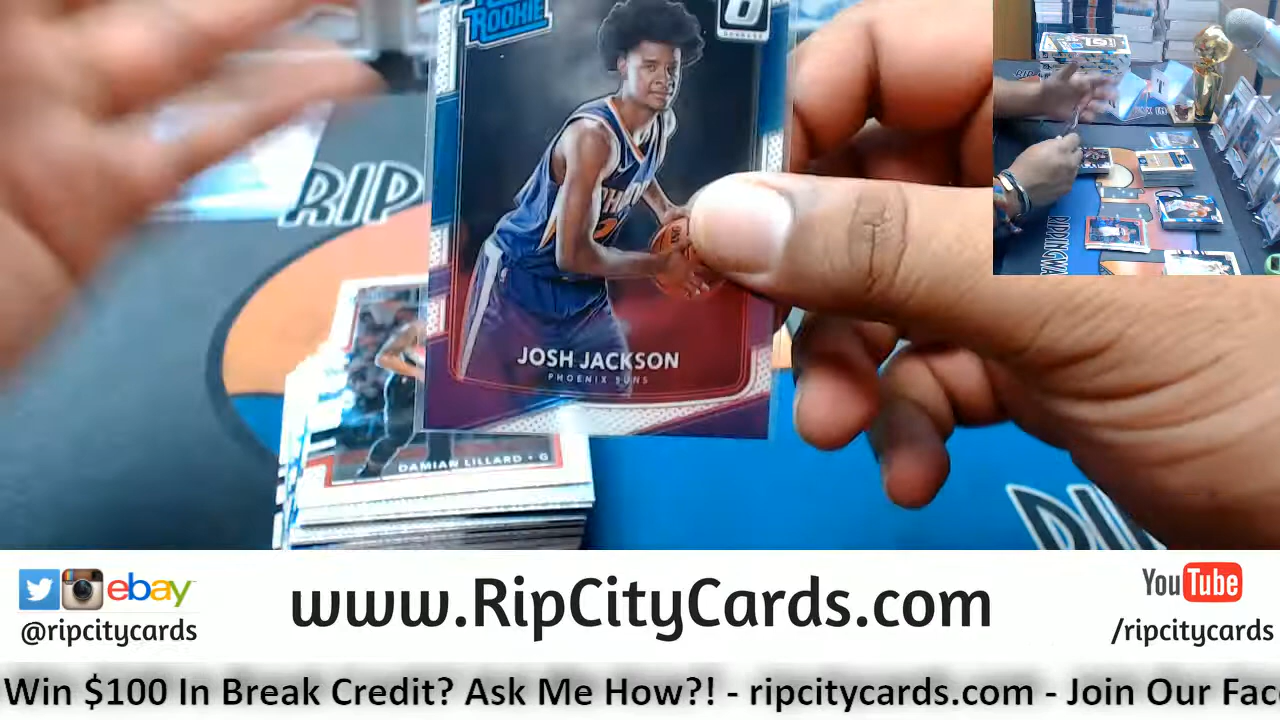 ROOKIE
RIP
JOSH JACKSON
PHOENIX SUNS
DAMIAN LILLARD • G
ebay
www.RipCityCards.com
You Tube
@ripcitycards
/ripcitycards
Win $100 In Break Credit? Ask Me How?! - ripcitycards.com - Join Our Fac